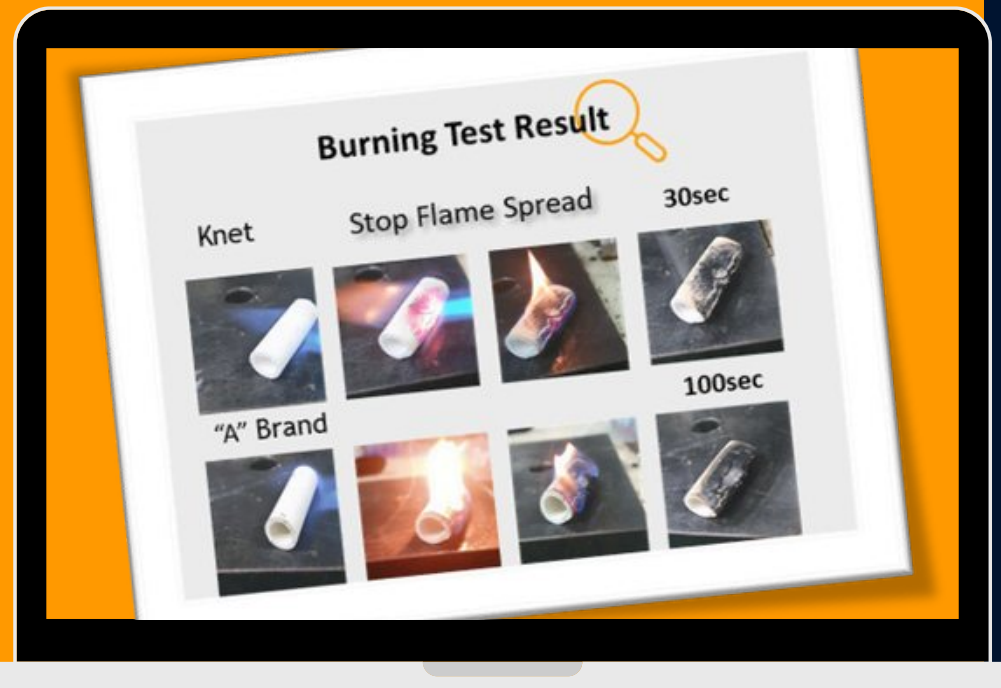 Burning Test Result
Knet
Stop Flame Spread
30sec
"A" Brand
100sec